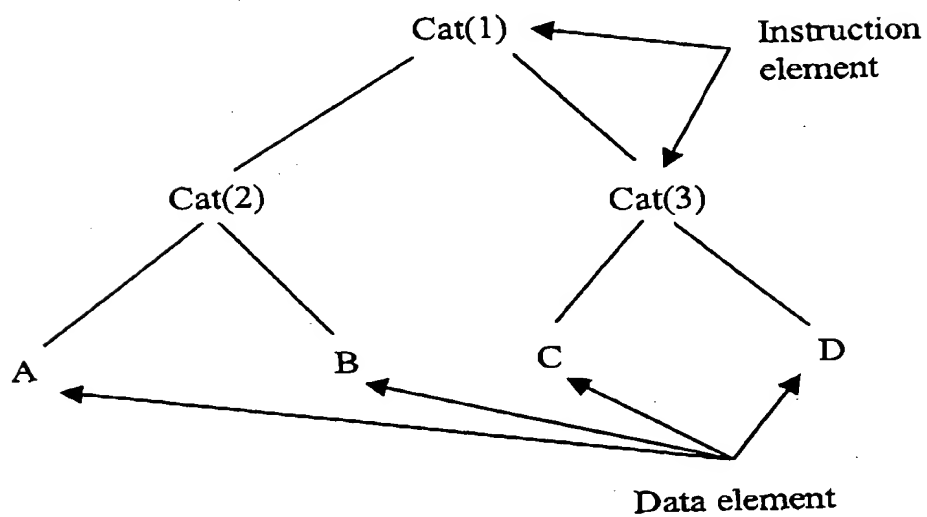 Cat(1)
Instruction
element
Cat(2)
Cat(3)
A
B
C
D
Data element